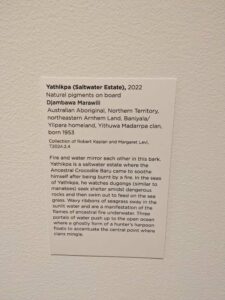 Yathikpa (Saltwater Estate), 2022
Natural pigments on board
Djambawa Marawili
Australian Aboriginal, Northern Territory,
northeastern Arnhem Land, Baniyala/
Yilpara homeland, Yithuwa Madarrpa clan,
born 1953
Collection of Robert Kaplan and Margaret Levi,
T2024.2.4
Fire and water mirror each other in this bark.
Yathikpa is a saltwater estate where the
Ancestral Crocodile Baru came to soothe
himself after being burnt by a fire. In the seas
of Yathikpa, he watches dugongs (similar to
manatees) seek shelter amidst dangerous
rocks and then swim out to feed on the sea
grass. Wavy ribbons of seagrass sway in the
sunlit water and are a manifestation of the
flames of ancestral fire underwater. Three
portals of water push up to the open ocean
where a ghostly form of a hunter's harpoon
floats to accentuate the central point where
clans mingle.